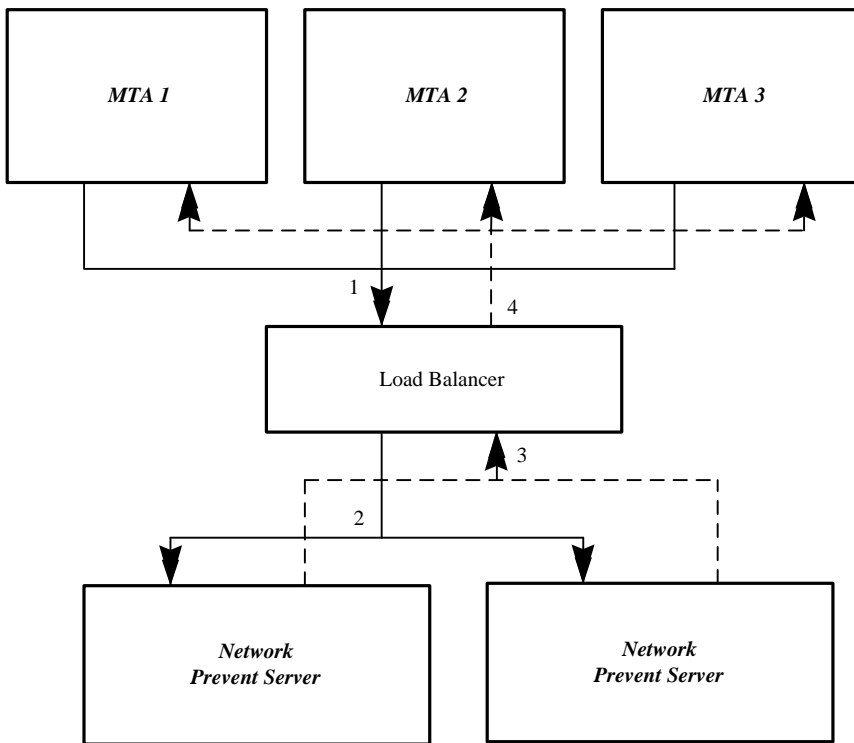 MTA 1
MTA 2
MTA 3
1
4
Load Balancer
3
2
Network
Prevent Server
Network
Prevent Server